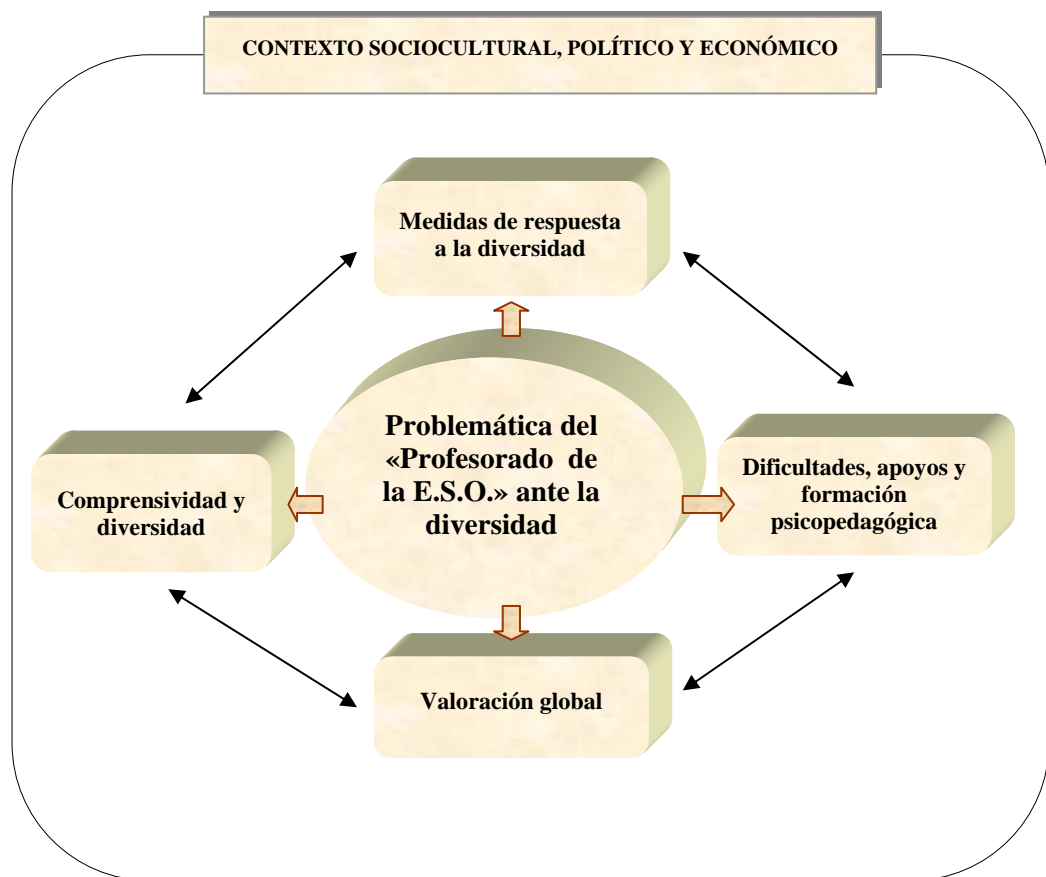 CONTEXTO SOCIOCULTURAL, POLÍTICO Y ECONÓMICO
Medidas de respuesta
a la diversidad
Problemática del
«Profesorado de
la E.S.O.» ante la
diversidad
Comprensividad y
diversidad
Dificultades, apoyos y
formación
psicopedagógica
Valoración global